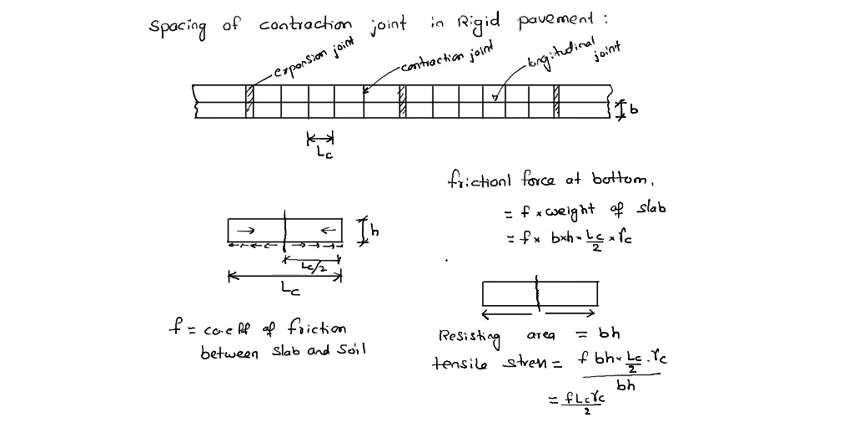 Spacing of contraction joint in Rigid pavement :
expansion joint
contraction joint
longitudinal joint
b
Lc
frictionl force at bottom,
= f × weight of slab
= f × b×h × Lc/2 × γc
h
Lc/2
Lc
f = coeff of friction
between slab and soil
Resisting area = bh
tensile stress = f bh × Lc/2 . γc / bh
= f Lc γc / 2